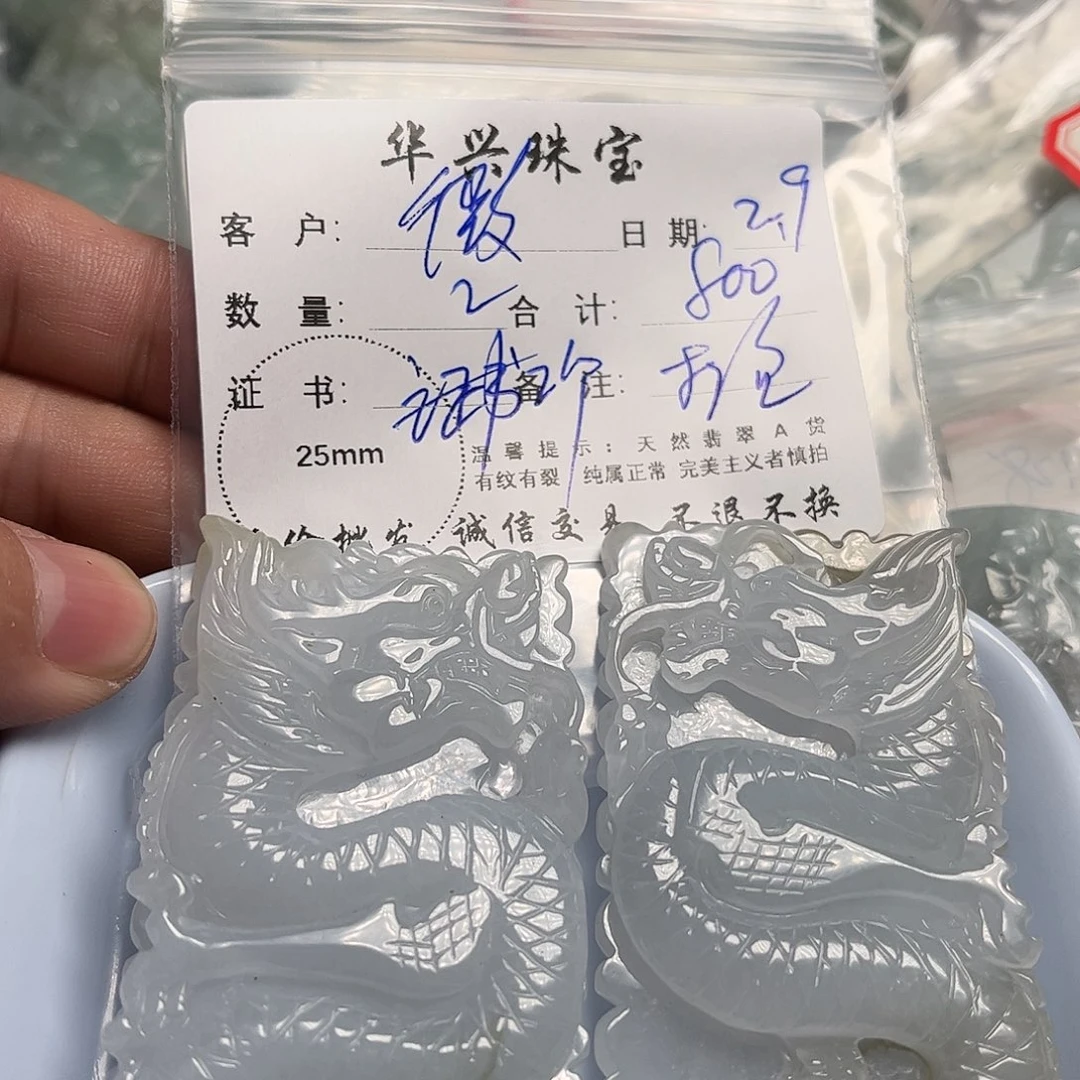 华兴珠宝
客 户: 微 日 期: 2.9
数 量: 2 合 计: 800
证 书: 备 注:
25mm
温馨提示:天然翡翠A货
有纹有裂 纯属正常 完美主义者慎拍
诚信交易 不退不换